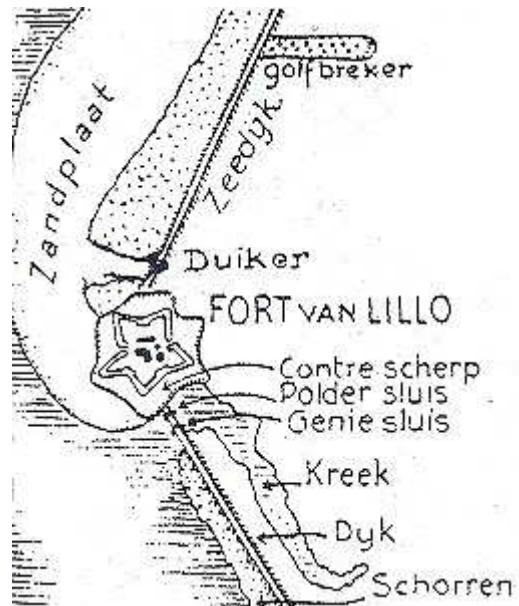 golfbreker
Zandplaat
Zeedyk
Duiker
FORT VAN LILLO
Contre scherp
Polder sluis
Genie sluis
Kreek
Dyk
Schorren